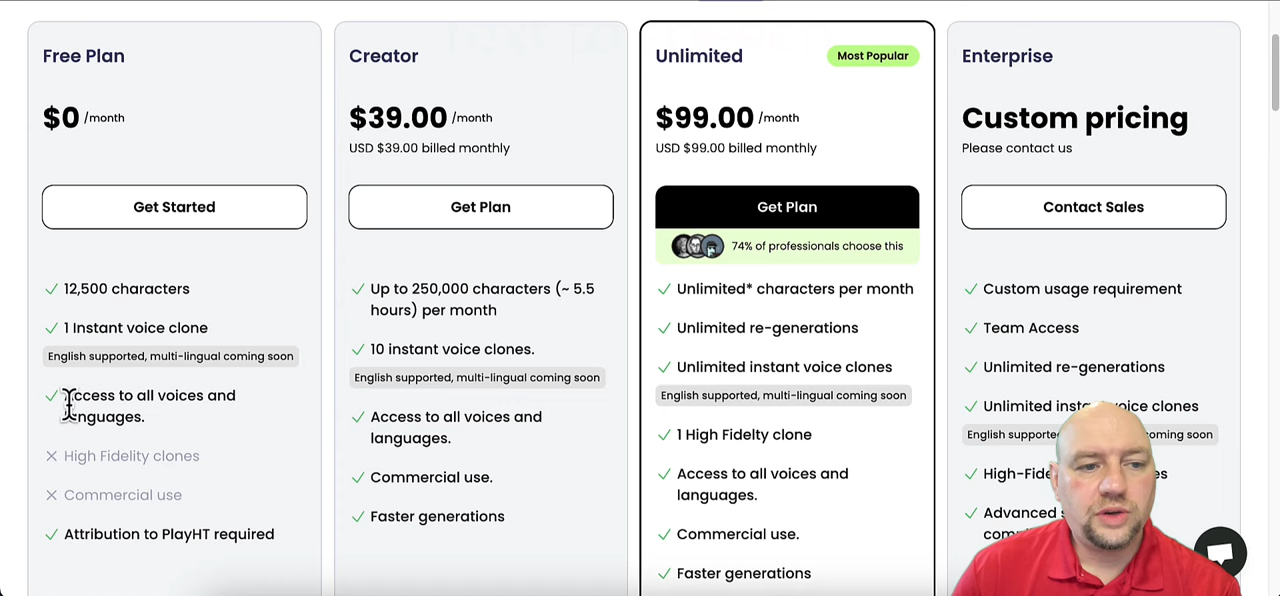 Free Plan
$0 /month
Get Started
12,500 characters
1 Instant voice clone
English supported, multi-lingual coming soon
ccess to all voices and
nguages.
High Fidelity clones
Commercial use
Attribution to PlayHT required
Creator
$39.00 /month
USD $39.00 billed monthly
Get Plan
Up to 250,000 characters (~ 5.5
hours) per month
10 instant voice clones.
English supported, multi-lingual coming soon
Access to all voices and
languages.
Commercial use.
Faster generations
Unlimited
Most Popular
$99.00 /month
USD $99.00 billed monthly
Get Plan
74% of professionals choose this
Unlimited* characters per month
Unlimited re-generations
Unlimited instant voice clones
English supported, multi-lingual coming soon
1 High Fidelty clone
Access to all voices and
languages.
Commercial use.
Faster generations
Enterprise
Custom pricing
Please contact us
Contact Sales
Custom usage requirement
Team Access
Unlimited re-generations
Unlimited instant voice clones
English supporte oming soon
High-Fide es
Advanced
com